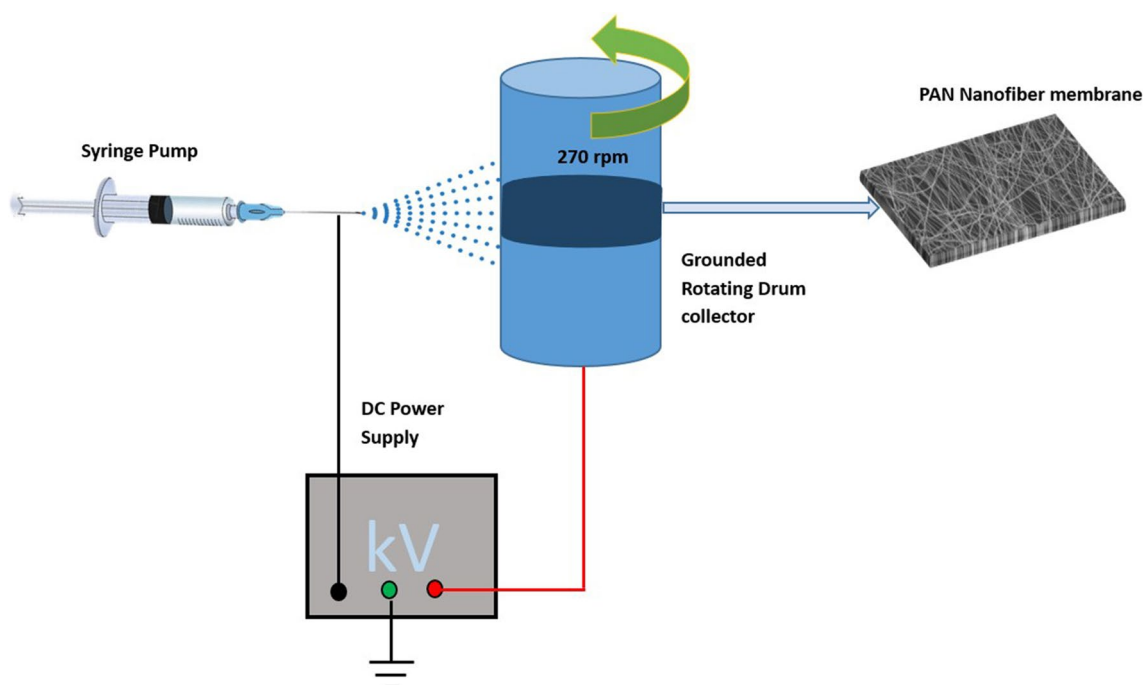 PAN Nanofiber membrane
Syringe Pump
270 rpm
Grounded
Rotating Drum
collector
DC Power
Supply
kV